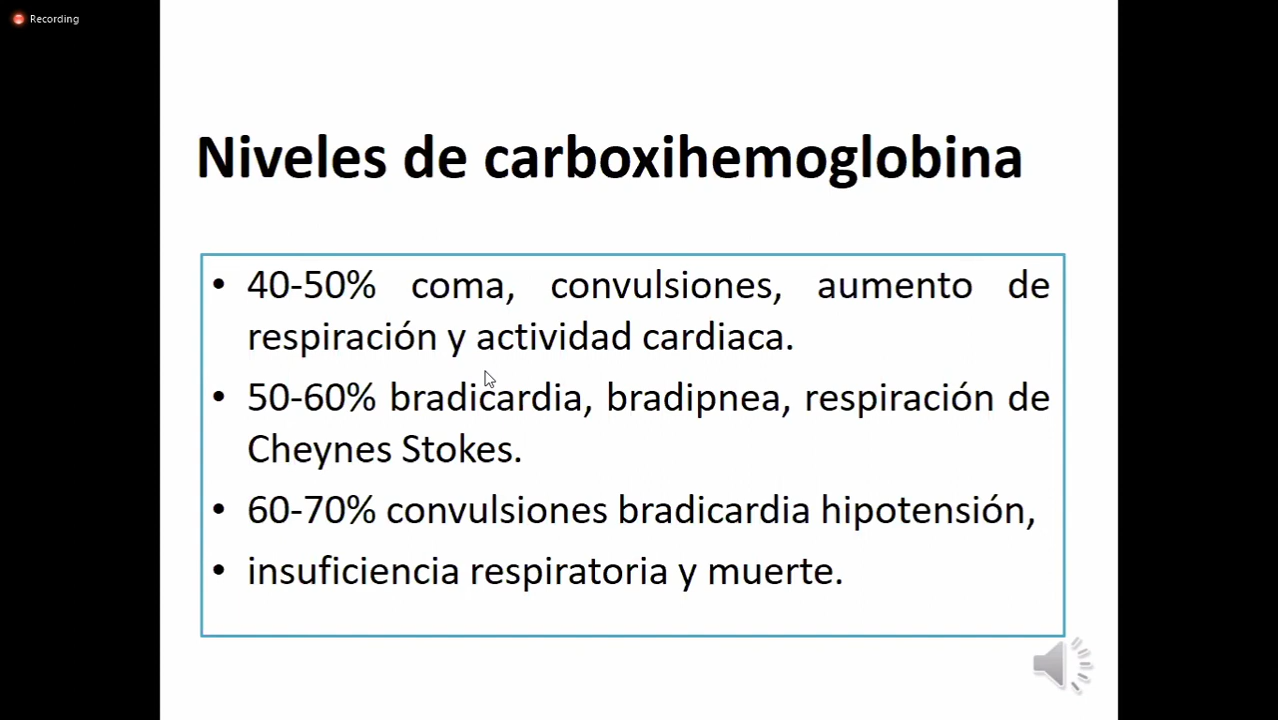 Recording
Niveles de carboxihemoglobina
• 40-50% coma, convulsiones, aumento de
respiración y actividad cardiaca.
• 50-60% bradicardia, bradipnea, respiración de
Cheynes Stokes.
• 60-70% convulsiones bradicardia hipotensión,
• insuficiencia respiratoria y muerte.